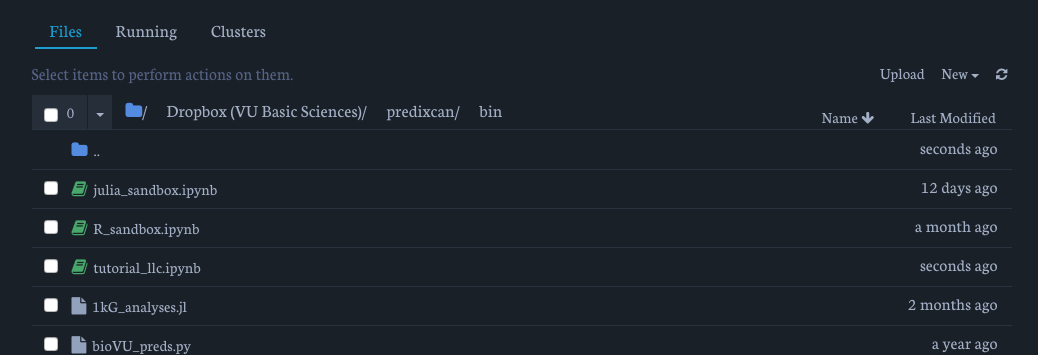 Files Running Clusters
Select items to perform actions on them. Upload New
0 / Dropbox (VU Basic Sciences)/ predixcan/ bin Name Last Modified
.. seconds ago
julia_sandbox.ipynb 12 days ago
R_sandbox.ipynb a month ago
tutorial_llc.ipynb seconds ago
1kG_analyses.jl 2 months ago
bioVU_preds.py a year ago